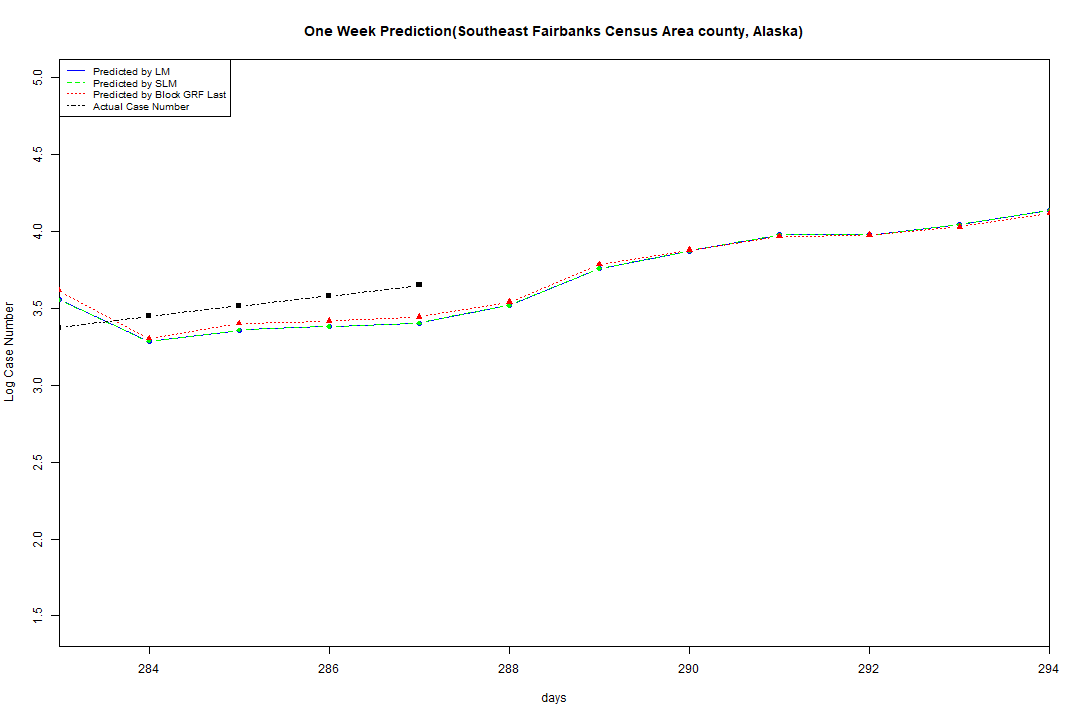 One Week Prediction(Southeast Fairbanks Census Area county, Alaska)
Predicted by LM
Predicted by SLM
Predicted by Block GRF Last
Actual Case Number
5.0
4.5
4.0
3.5
3.0
2.5
2.0
1.5
Log Case Number
284 286 288 290 292 294
days